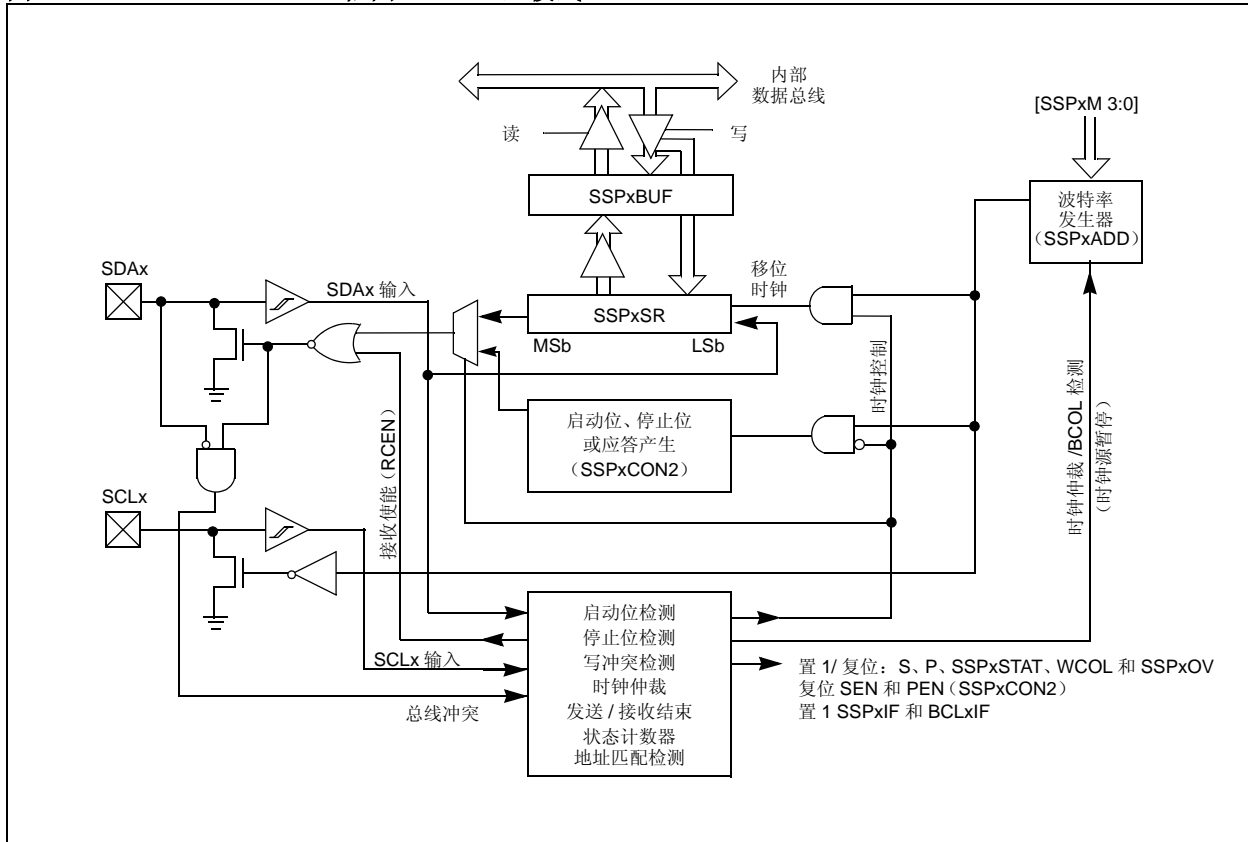 内部
数据总线
读
写
[SSPxM 3:0]
SSPxBUF
波特率
发生器
（SSPxADD）
SDAx
SDAx 输入
移位
时钟
SSPxSR
MSb
LSb
时钟控制
启动位、停止位
或应答产生
（SSPxCON2）
接收使能（RCEN）
时钟仲裁 /BCOL 检测
（时钟源暂停）
SCLx
SCLx 输入
总线冲突
启动位检测
停止位检测
写冲突检测
时钟仲裁
发送 / 接收结束
状态计数器
地址匹配检测
置 1/ 复位：S、P、SSPxSTAT、WCOL 和 SSPxOV
复位 SEN 和 PEN（SSPxCON2）
置 1 SSPxIF 和 BCLxIF